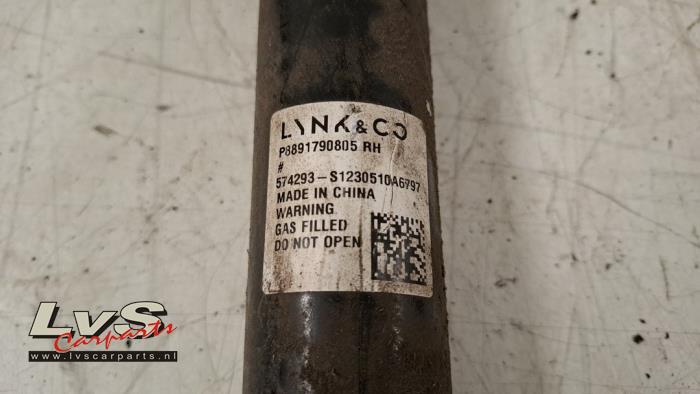 LYNK&CO
P8891790805 RH
#
574293-S1230510A6797
MADE IN CHINA
WARNING
GAS FILLED
DO NOT OPEN
LvS
Carparts
www.lvscarparts.nl